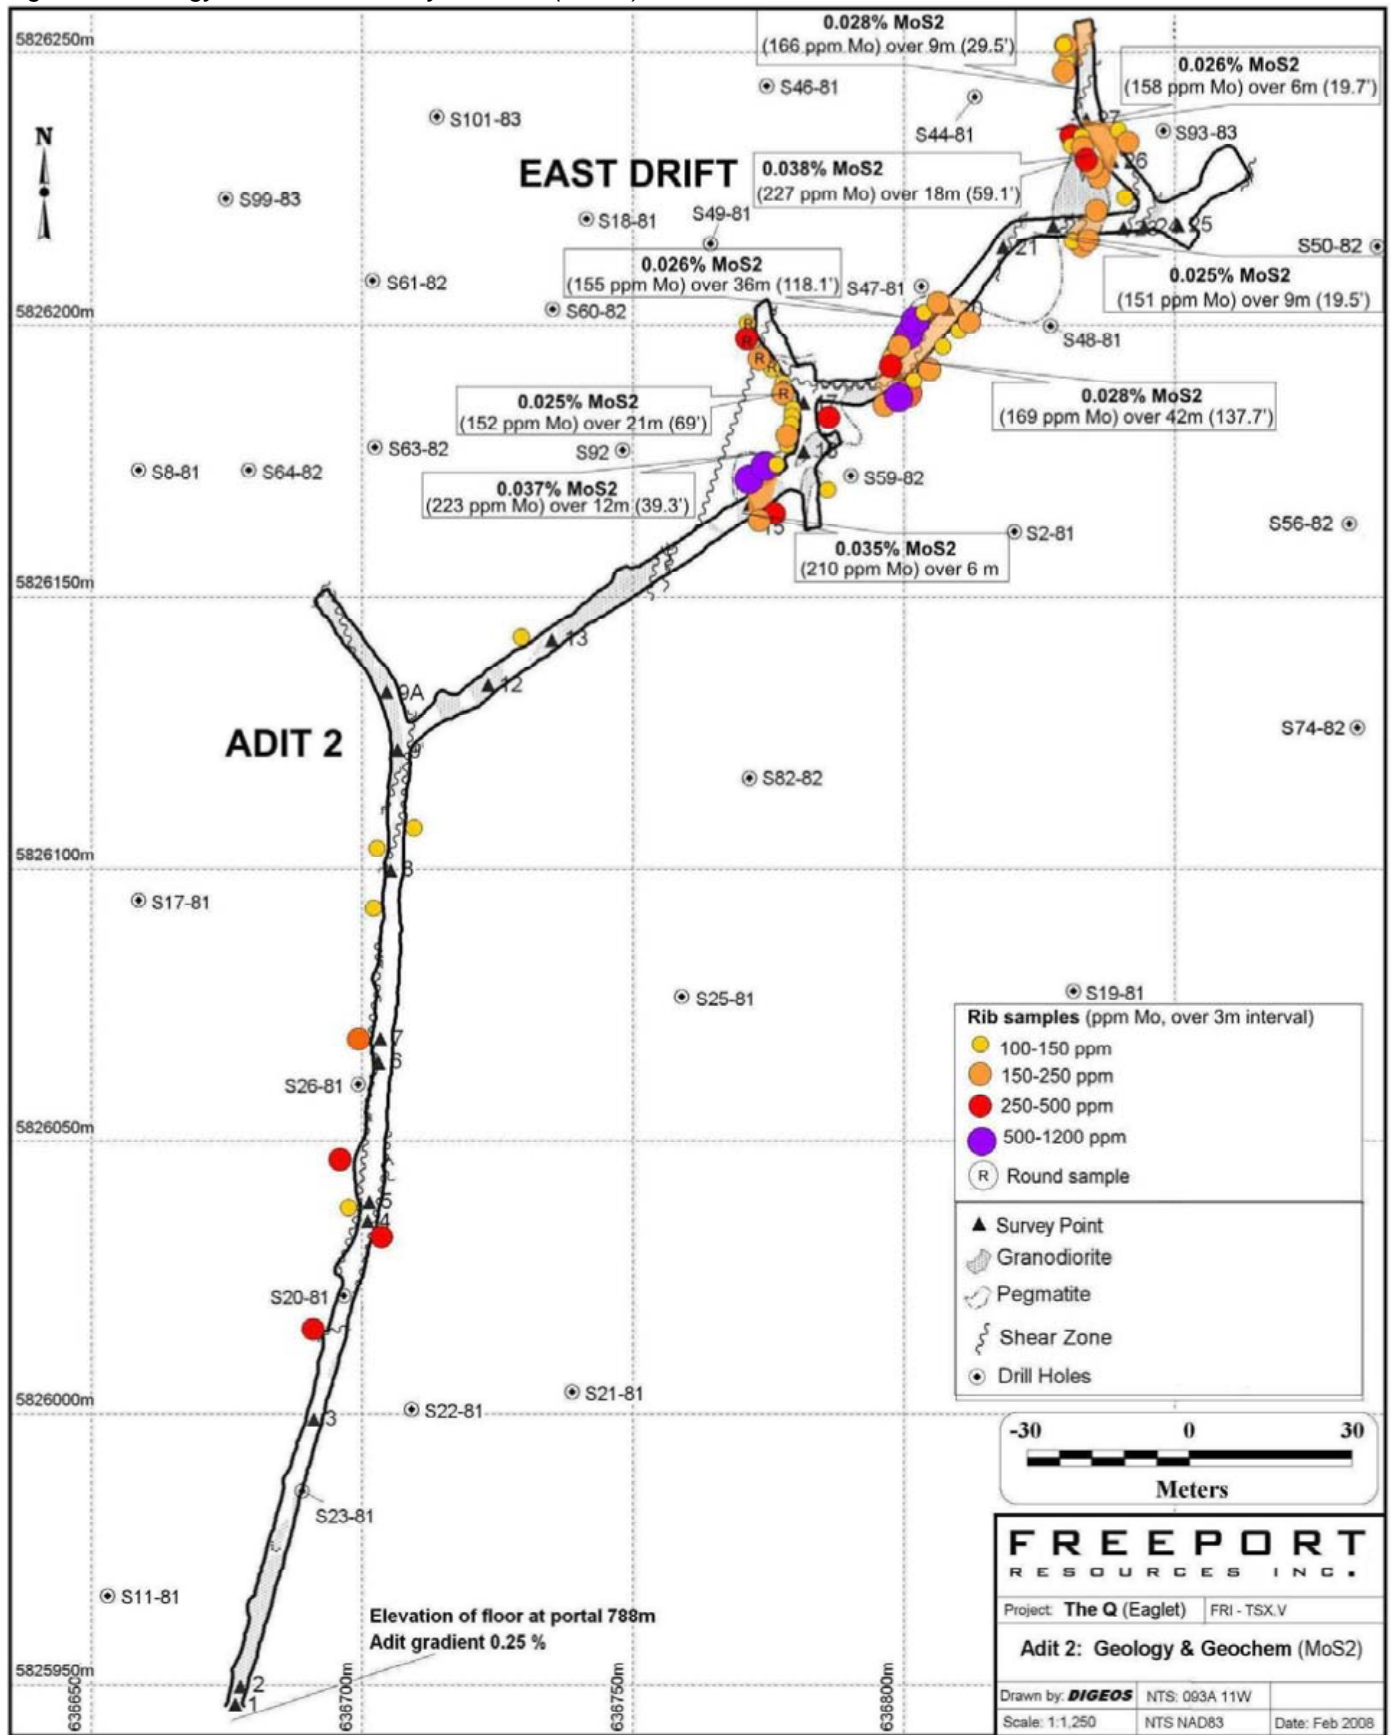 0.028% MoS2
(166 ppm Mo) over 9m (29.5')
5826250m
0.026% MoS2
(158 ppm Mo) over 6m (19.7')
S46-81
S44-81
S101-83
N
27
S93-83
26
EAST DRIFT
0.038% MoS2
(227 ppm Mo) over 18m (59.1')
S99-83
S18-81
S49-81
25
21
S50-82
0.026% MoS2
(155 ppm Mo) over 36m (118.1')
S47-81
0.025% MoS2
(151 ppm Mo) over 9m (19.5')
S61-82
S60-82
5826200m
S48-81
R
R
R
R
R
0.025% MoS2
(152 ppm Mo) over 21m (69')
0.028% MoS2
(169 ppm Mo) over 42m (137.7')
S63-82
S92
S8-81
S64-82
S59-82
0.037% MoS2
(223 ppm Mo) over 12m (39.3')
15
S2-81
S56-82
0.035% MoS2
(210 ppm Mo) over 6 m
5826150m
13
12
9A
ADIT 2
9
S74-82
S82-82
5826100m
8
S17-81
S25-81
S19-81
7
6
S26-81
Rib samples (ppm Mo, over 3m interval)
100-150 ppm
150-250 ppm
250-500 ppm
500-1200 ppm
R Round sample
5826050m
5
4
S20-81
Survey Point
Granodiorite
Pegmatite
Shear Zone
Drill Holes
5826000m
3
S22-81
S21-81
-30 0 30
Meters
S23-81
S11-81
Elevation of floor at portal 788m
Adit gradient 0.25 %
5825950m
2
1
636650m
636700m
636750m
636800m
FREEPORT
RESOURCES INC.
Project: The Q (Eaglet) FRI - TSX.V
Adit 2: Geology & Geochem (MoS2)
Drawn by: DIGEOS NTS: 093A 11W
Scale: 1:1,250 NTS NAD83 Date: Feb 2008